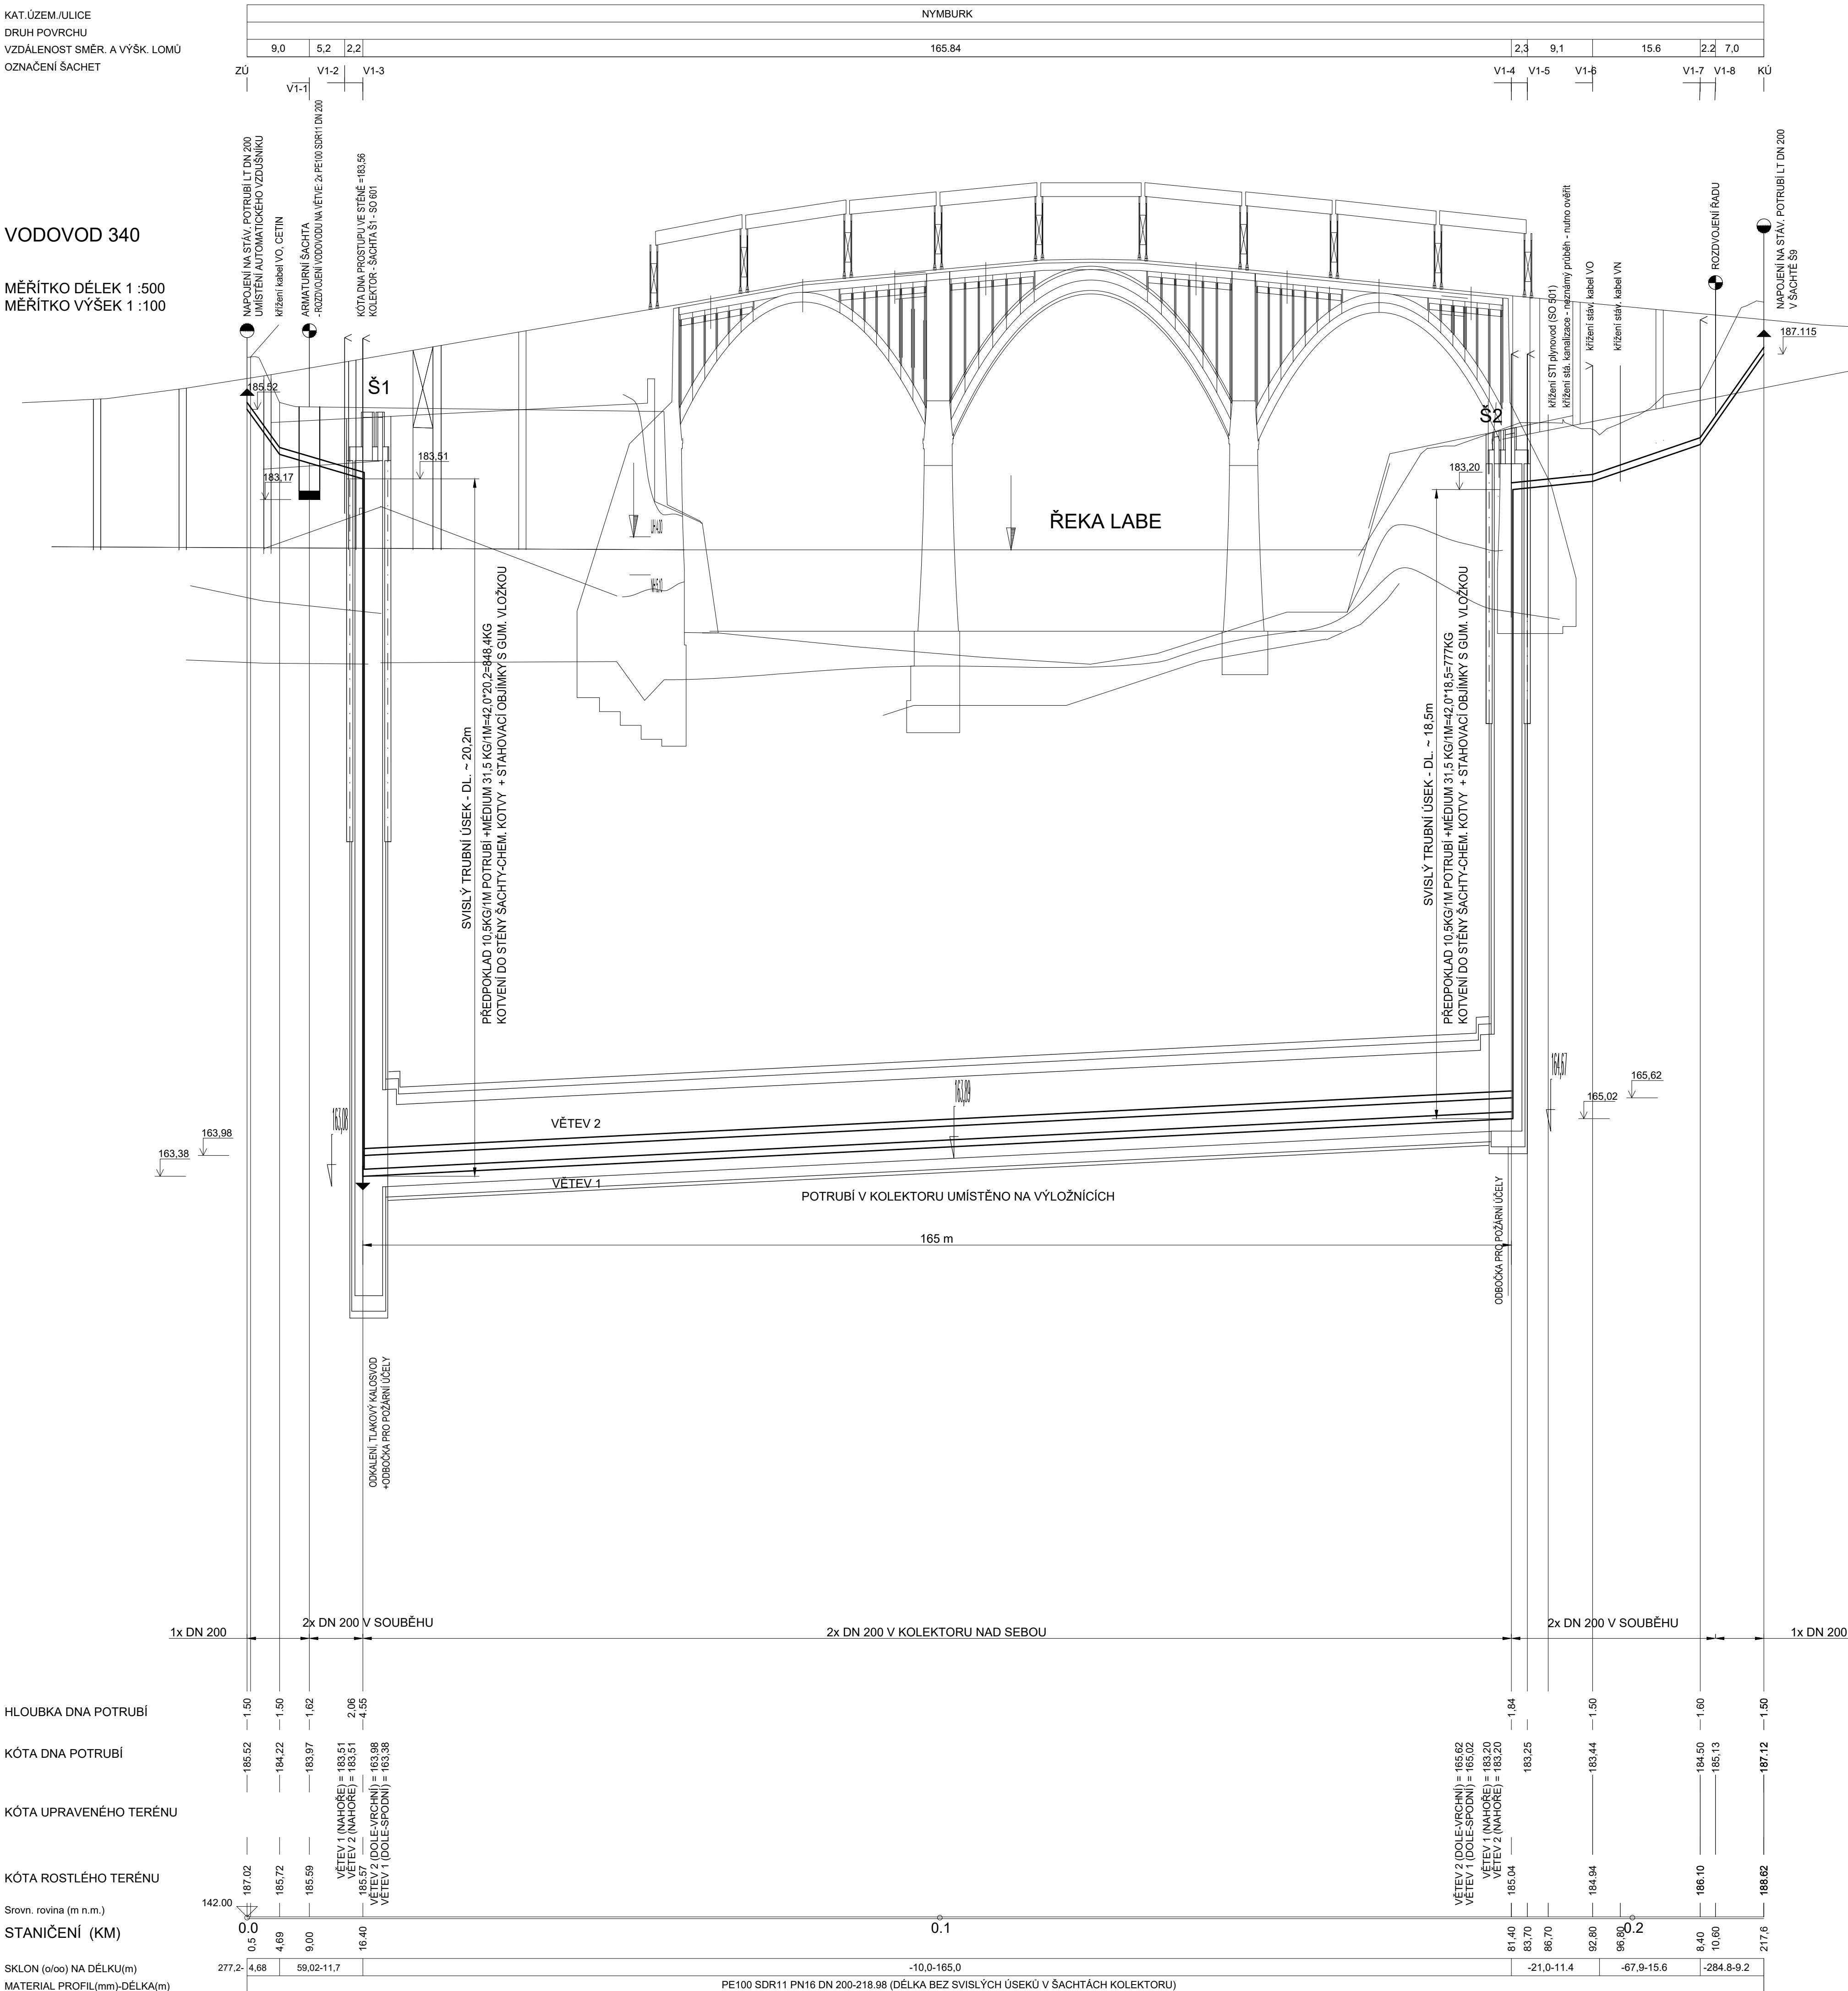 KAT.ÚZEM./ULICE
NYMBURK
DRUH POVRCHU
VZDÁLENOST SMĚR. A VÝŠK. LOMŮ
9,0 5,2 2,2 165.84 2,3 9,1 15.6 2.2 7,0
OZNAČENÍ ŠACHET
ZÚ V1-1 V1-2 V1-3 V1-4 V1-5 V1-6 V1-7 V1-8 KÚ
VODOVOD 340
MĚŘÍTKO DÉLEK 1 :500
MĚŘÍTKO VÝŠEK 1 :100
NAPOJENÍ NA STÁV. POTRUBÍ LT DN 200
UMÍSTĚNÍ AUTOMATICKÉHO VZDUŠNÍKU
křížení kabel VO, CETIN
ARMATURNÍ ŠACHTA
- ROZDVOJENÍ VODOVODU NA VĚTVE: 2x PE100 SDR11 DN 200
KÓTA DNA PROSTUPU VE STĚNĚ =183,56
KOLEKTOR - ŠACHTA Š1 - SO 601
křížení STI plynovod (SO 501)
křížení stá. kanalizace - neznámý průběh - nutno ověřit
křížení stáv. kabel VO
křížení stáv. kabel VN
ROZDVOJENÍ ŘADU
NAPOJENÍ NA STÁV. POTRUBÍ LT DN 200
V ŠACHTĚ Š9
187.115
185.52
Š1
Š2
183,51
183,17
183,20
ŘEKA LABE
SVISLÝ TRUBNÍ ÚSEK - DL. ~ 20,2m
PŘEDPOKLAD 10,5KG/1M POTRUBÍ +MÉDIUM 31,5 KG/1M=42,0*20,2=848,4KG
KOTVENÍ DO STĚNY ŠACHTY-CHEM. KOTVY + STAHOVACÍ OBJÍMKY S GUM. VLOŽKOU
SVISLÝ TRUBNÍ ÚSEK - DL. ~ 18,5m
PŘEDPOKLAD 10,5KG/1M POTRUBÍ +MÉDIUM 31,5 KG/1M=42,0*18,5=777KG
KOTVENÍ DO STĚNY ŠACHTY-CHEM. KOTVY + STAHOVACÍ OBJÍMKY S GUM. VLOŽKOU
164,67
165,62
165,02
163,09
163,08
VĚTEV 2
163,98
163,38
VĚTEV 1
POTRUBÍ V KOLEKTORU UMÍSTĚNO NA VÝLOŽNÍCÍCH
165 m
ODBOČKA PRO POŽÁRNÍ ÚČELY
ODKALENÍ, TLAKOVÝ KALOSVOD
+ODBOČKA PRO POŽÁRNÍ ÚČELY
1x DN 200
2x DN 200 V SOUBĚHU
2x DN 200 V KOLEKTORU NAD SEBOU
2x DN 200 V SOUBĚHU
1x DN 200
HLOUBKA DNA POTRUBÍ
1.50 1.50 1,62 2,06 4.55 1,84 1.50 1.60 1.50
KÓTA DNA POTRUBÍ
185.52 184,22 183,97 183,25 183,44 184.50 185,13 187.12
VĚTEV 1 (NAHOŘE) = 183,51
VĚTEV 2 (NAHOŘE) = 183,51
VĚTEV 2 (DOLE-VRCHNÍ) = 163,98
VĚTEV 1 (DOLE-SPODNÍ) = 163,38
VĚTEV 2 (DOLE-VRCHNÍ) = 165,62
VĚTEV 1 (DOLE-SPODNÍ) = 165,02
VĚTEV 1 (NAHOŘE) = 183,20
VĚTEV 2 (NAHOŘE) = 183,20
KÓTA UPRAVENÉHO TERÉNU
KÓTA ROSTLÉHO TERÉNU
187.02 185,72 185.59 185.57 185.04 184.94 186.10 188.62
Srovn. rovina (m n.m.)
142.00
STANIČENÍ (KM)
0.0 0.1 0.2
0,5 4,69 9,00 16.40 81,40 83,70 86,70 92,80 96,80 8,40 10,60 217,6
SKLON (o/oo) NA DÉLKU(m)
277,2- 4,68 59,02-11,7 -10,0-165,0 -21,0-11.4 -67,9-15.6 -284.8-9.2
MATERIAL PROFIL(mm)-DÉLKA(m)
PE100 SDR11 PN16 DN 200-218.98 (DÉLKA BEZ SVISLÝCH ÚSEKŮ V ŠACHTÁCH KOLEKTORU)